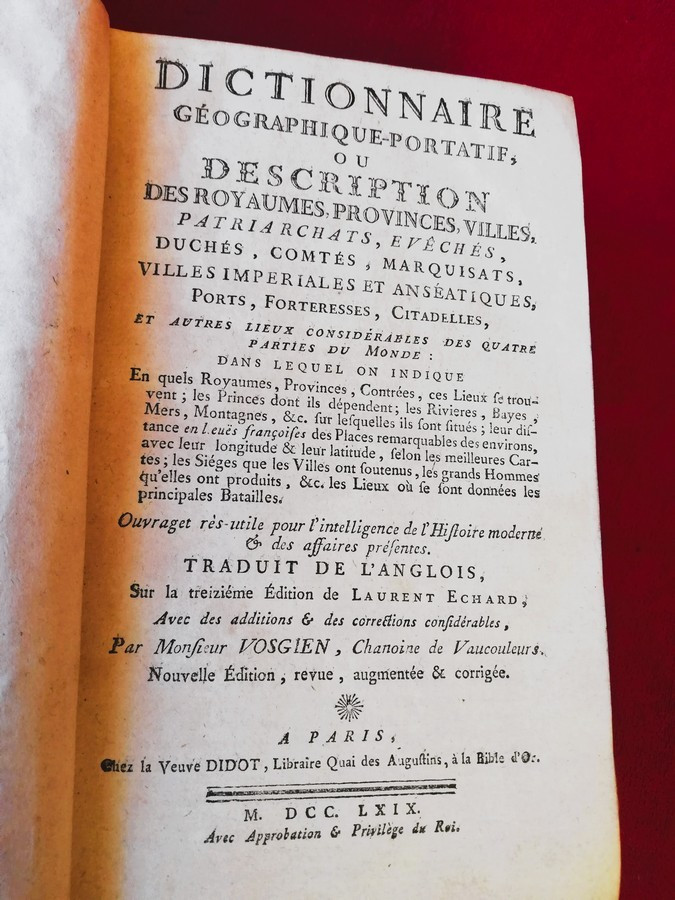 DICTIONNAIRE
GÉOGRAPHIQUE-PORTATIF,
OU
DESCRIPTION
DES ROYAUMES, PROVINCES, VILLES,
PATRIARCHATS, EVÊCHÉS,
DUCHÉS, COMTÉS, MARQUISATS,
VILLES IMPERIALES ET ANSÉATIQUES,
PORTS, FORTERESSES, CITADELLES,
ET AUTRES LIEUX CONSIDÉRABLES DES QUATRE
PARTIES DU MONDE :
DANS LEQUEL ON INDIQUE
En quels Royaumes, Provinces, Contrées, ces Lieux ſe trou-
vent ; les Princes dont ils dépendent ; les Rivieres, Bayes,
Mers, Montagnes, &c. ſur leſquelles ils ſont ſitués ; leur diſ-
tance en leuës françoiſes des Places remarquables des environs,
avec leur longitude & leur latitude, ſelon les meilleures Car-
tes ; les Siéges que les Villes ont ſoutenus, les grands Hommes
qu'elles ont produits, &c. les Lieux où ſe ſont données les
principales Batailles.
Ouvraget rès-utile pour l'intelligence de l'Hiſtoire moderne
& des affaires préſentes.
TRADUIT DE L'ANGLOIS,
Sur la treiziéme Édition de LAURENT ECHARD,
Avec des additions & des corrections conſidérables,
Par Monſieur VOSGIEN, Chanoine de Vaucouleurs.
Nouvelle Édition, revue, augmentée & corrigée.
A PARIS,
Chez la Veuve DIDOT, Libraire Quai des Auguſtins, à la Bible d'Or.
M. DCC. LXIX.
Avec Approbation & Privilège du Roi.